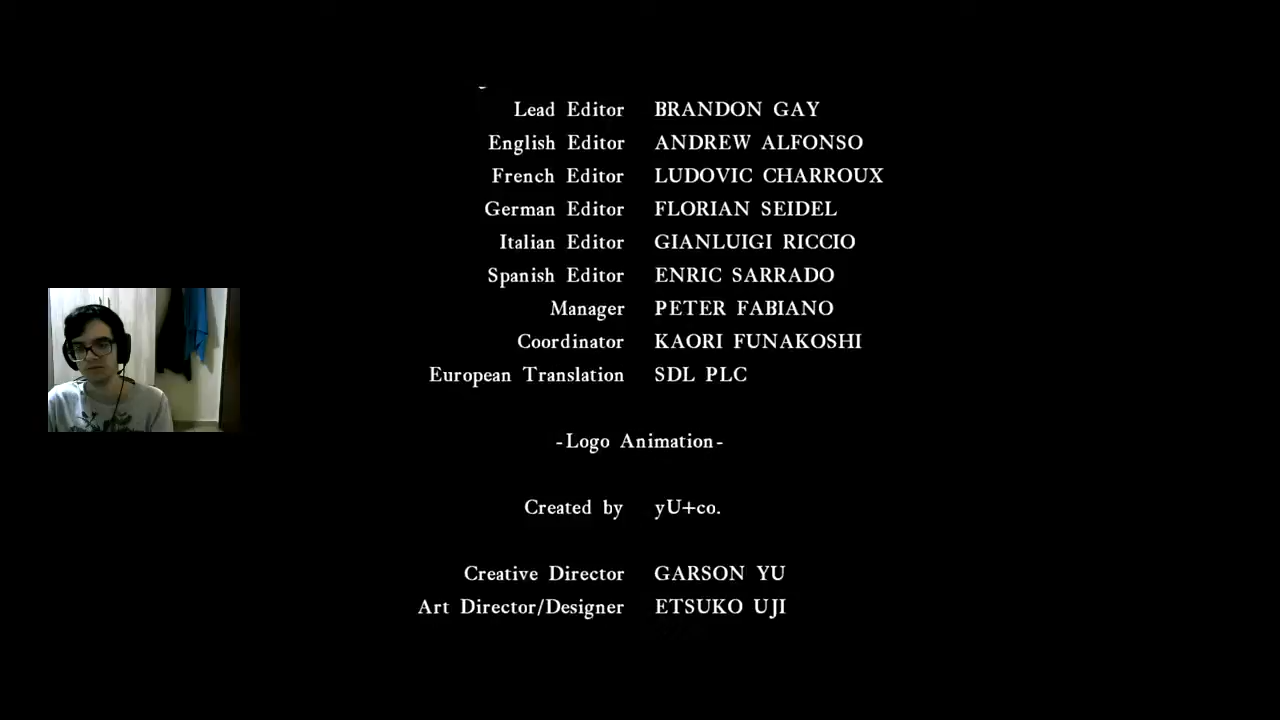 Lead Editor BRANDON GAY
English Editor ANDREW ALFONSO
French Editor LUDOVIC CHARROUX
German Editor FLORIAN SEIDEL
Italian Editor GIANLUIGI RICCIO
Spanish Editor ENRIC SARRADO
Manager PETER FABIANO
Coordinator KAORI FUNAKOSHI
European Translation SDL PLC
-Logo Animation-
Created by yU+co.
Creative Director GARSON YU
Art Director/Designer ETSUKO UJI